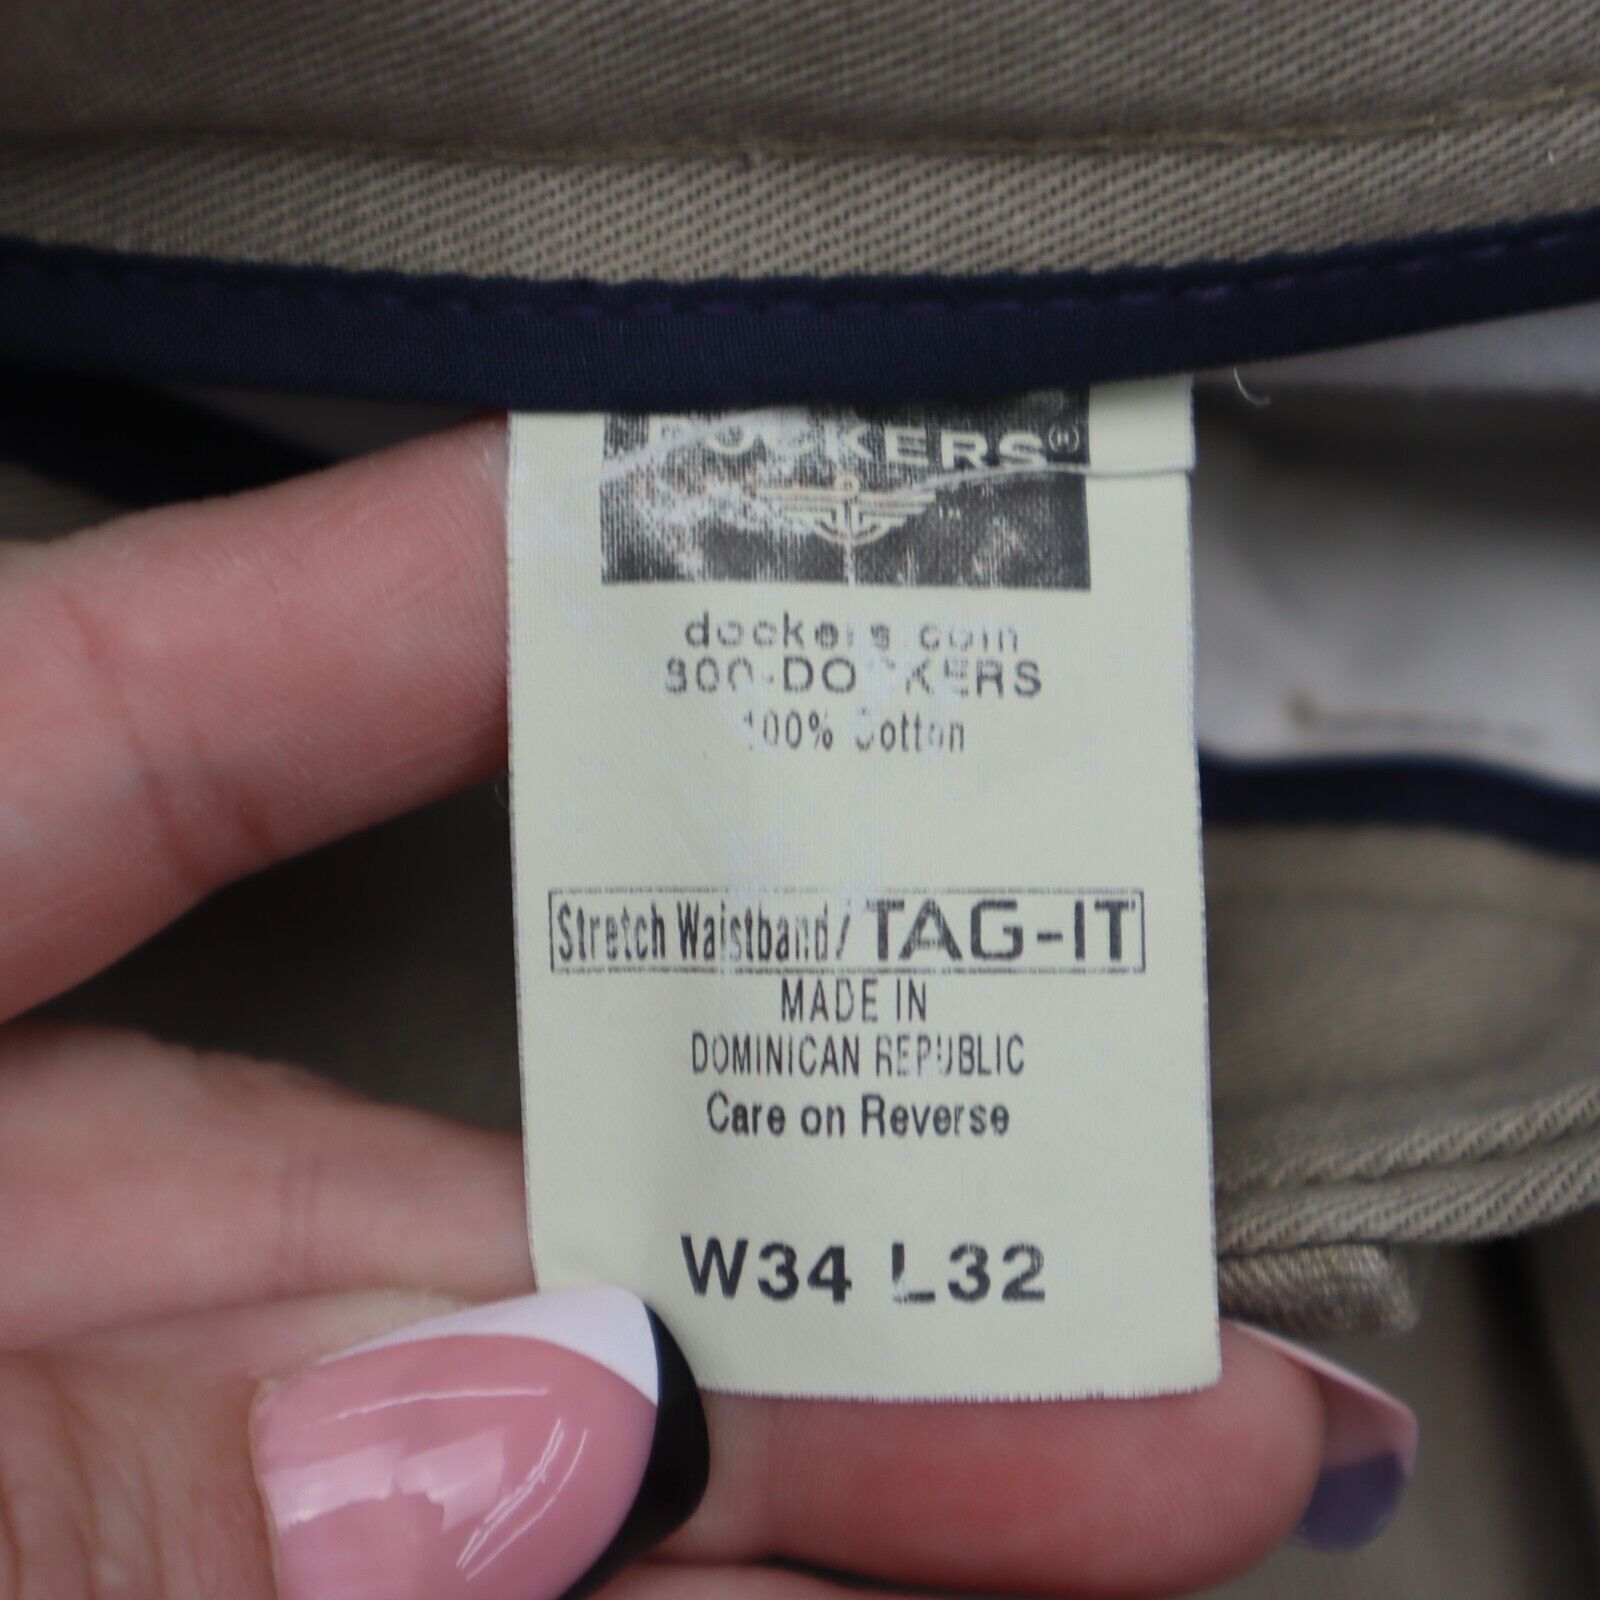 DOCKERS®
dockers.com
800-DOCKERS
100% Cotton
Stretch Waistband/ TAG-IT
MADE IN
DOMINICAN REPUBLIC
Care on Reverse
W34 L32